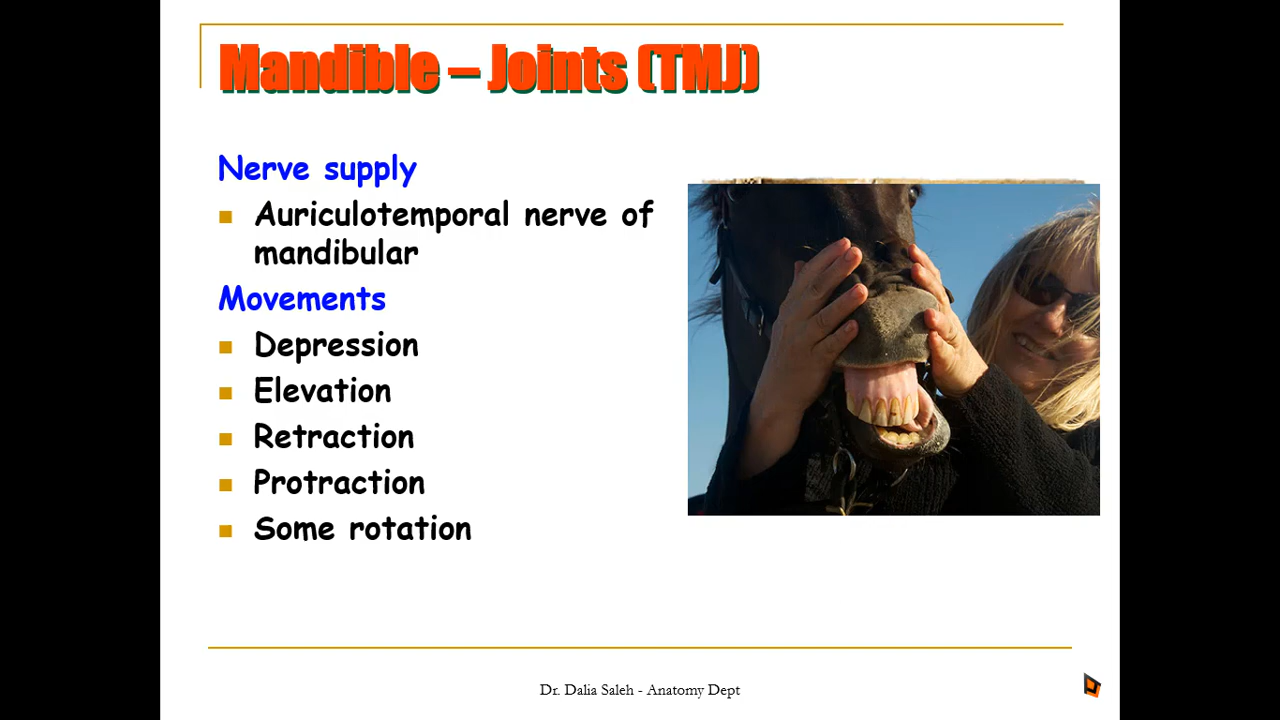 Mandible – Joints (TMJ)
Nerve supply
Auriculotemporal nerve of
mandibular
Movements
Depression
Elevation
Retraction
Protraction
Some rotation
Dr. Dalia Saleh - Anatomy Dept